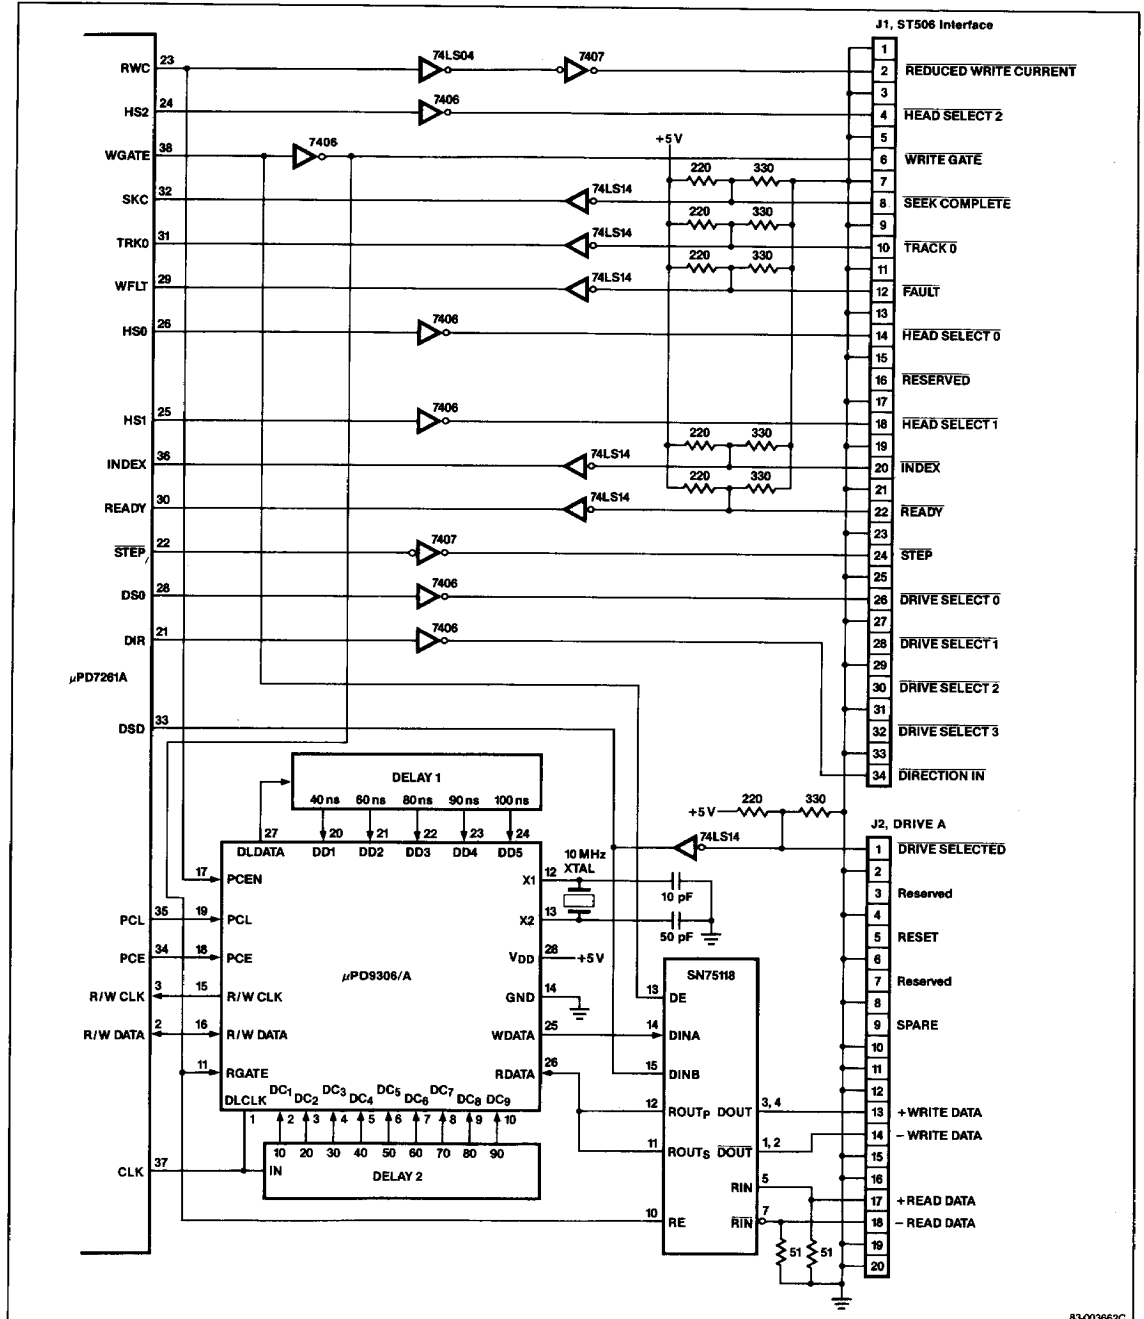 J1, ST506 Interface
RWC 23 74LS04 7407 1
2 REDUCED WRITE CURRENT
3
HS2 24 7406 4 HEAD SELECT 2
+5 V 5
WGATE 38 7406 6 WRITE GATE
220 330 7
SKC 32 74LS14 8 SEEK COMPLETE
220 330 9
TRK0 31 74LS14 10 TRACK 0
220 330 11
WFLT 29 74LS14 12 FAULT
13
HS0 26 7406 14 HEAD SELECT 0
15
16 RESERVED
17
HS1 25 7406 18 HEAD SELECT 1
220 330 19
INDEX 36 74LS14 20 INDEX
220 330 21
READY 30 74LS14 22 READY
23
STEP 22 7407 24 STEP
25
DS0 28 7406 26 DRIVE SELECT 0
27
DIR 21 7406 28 DRIVE SELECT 1
29
μPD7261A 30 DRIVE SELECT 2
31
DSD 33 32 DRIVE SELECT 3
33
34 DIRECTION IN
DELAY 1
40 ns 60 ns 80 ns 90 ns 100 ns
+5 V 220 330
J2, DRIVE A
27 20 21 22 23 24
DLDATA DD1 DD2 DD3 DD4 DD5
74LS14 1 DRIVE SELECTED
10 MHz
XTAL
2
17 PCEN X1 12 10 pF 3 Reserved
PCL 35 19 PCL X2 13 50 pF 4
5 RESET
PCE 34 18 PCE VDD 28 +5 V 6
μPD9306/A
SN75118
7 Reserved
R/W CLK 3 15 R/W CLK GND 14 13 DE 8
9 SPARE
R/W DATA 2 16 R/W DATA WDATA 25 14 DINA 10
11 RGATE RDATA 26 15 DINB 11
12
DLCLK DC1 DC2 DC3 DC4 DC5 DC6 DC7 DC8 DC9
1 2 3 4 5 6 7 8 9 10
12 ROUTP DOUT 3, 4 13 +WRITE DATA
10 20 30 40 50 60 70 80 90
11 ROUTS DOUT 1, 2 14 – WRITE DATA
15
CLK 37 IN DELAY 2 16
RIN 5 17 +READ DATA
10 RE RIN 7 18 – READ DATA
51 51 19
20
83-003662C